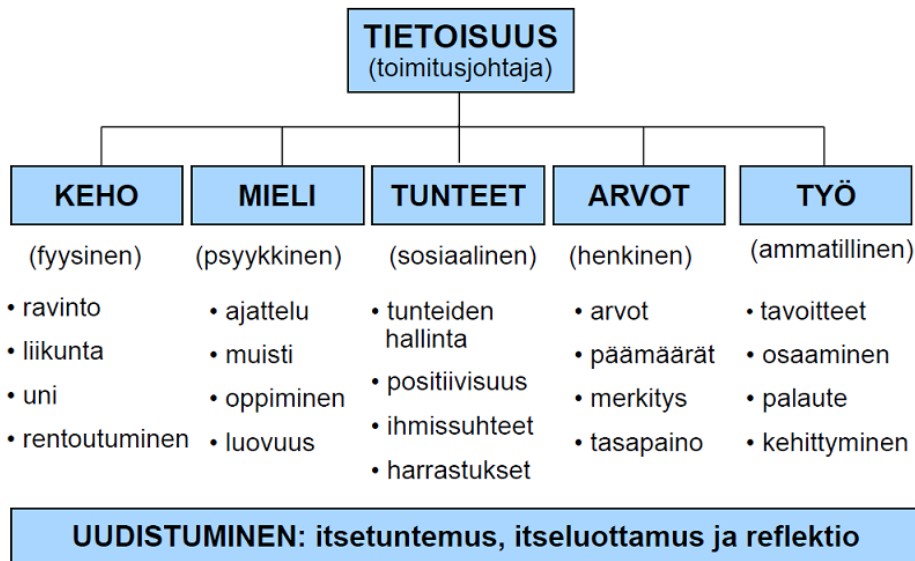 TIETOISUUS
(toimitusjohtaja)
KEHO
(fyysinen)
• ravinto
• liikunta
• uni
• rentoutuminen
MIELI
(psyykkinen)
• ajattelu
• muisti
• oppiminen
• luovuus
TUNTEET
(sosiaalinen)
• tunteiden
hallinta
• positiivisuus
• ihmissuhteet
• harrastukset
ARVOT
(henkinen)
• arvot
• päämäärät
• merkitys
• tasapaino
TYÖ
(ammatillinen)
• tavoitteet
• osaaminen
• palaute
• kehittyminen
UUDISTUMINEN: itsetuntemus, itseluottamus ja reflektio